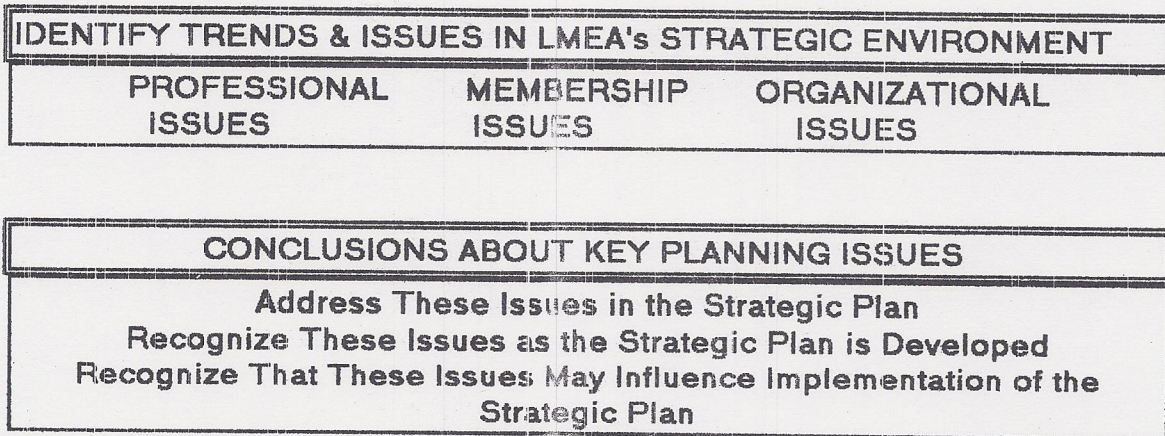 IDENTIFY TRENDS & ISSUES IN LMEA's STRATEGIC ENVIRONMENT
PROFESSIONAL MEMBERSHIP ORGANIZATIONAL
ISSUES ISSUES ISSUES
CONCLUSIONS ABOUT KEY PLANNING ISSUES
Address These Issues in the Strategic Plan
Recognize These Issues as the Strategic Plan is Developed
Recognize That These Issues May Influence Implementation of the
Strategic Plan